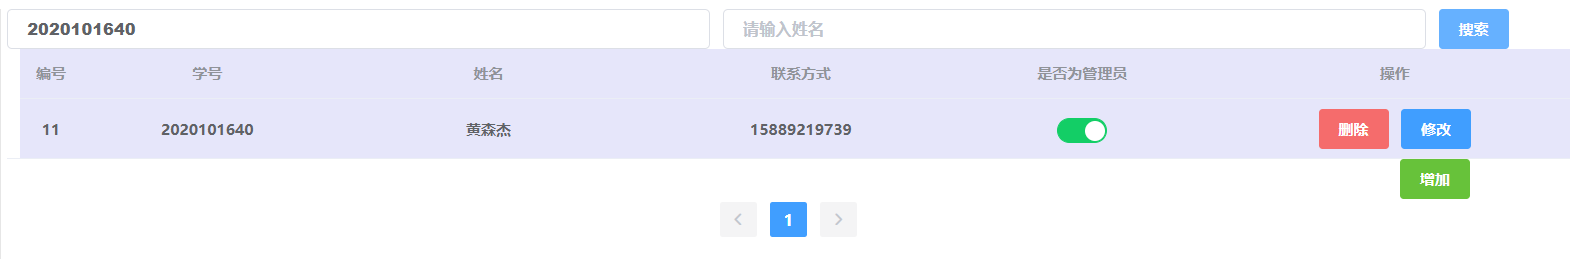 2020101640 请输入姓名 搜索
编号 学号 姓名 联系方式 是否为管理员 操作
11 2020101640 黄森杰 15889219739 删除 修改
增加
1